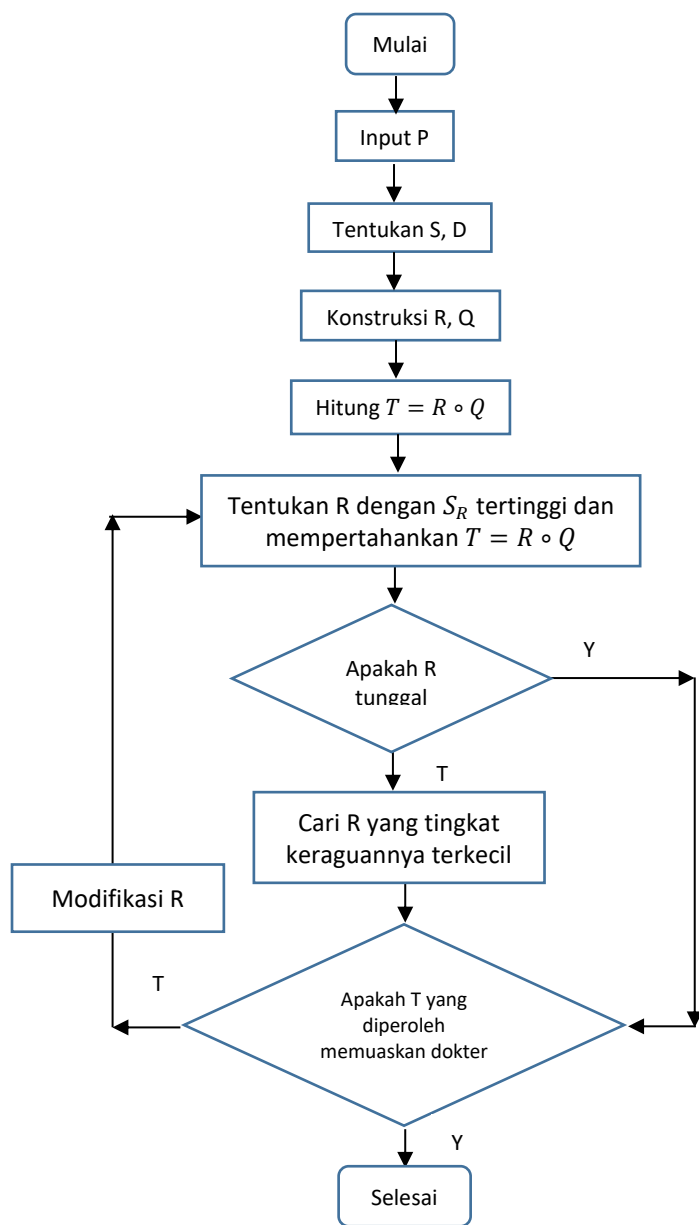 Mulai
Input P
Tentukan S, D
Konstruksi R, Q
Hitung 𝑇 = 𝑅 ∘ 𝑄
Tentukan R dengan 𝑆_𝑅 tertinggi dan
mempertahankan 𝑇 = 𝑅 ∘ 𝑄
Apakah R
tunggal
Y
T
Cari R yang tingkat
keraguannya terkecil
Modifikasi R
T
Apakah T yang
diperoleh
memuaskan dokter
Y
Selesai